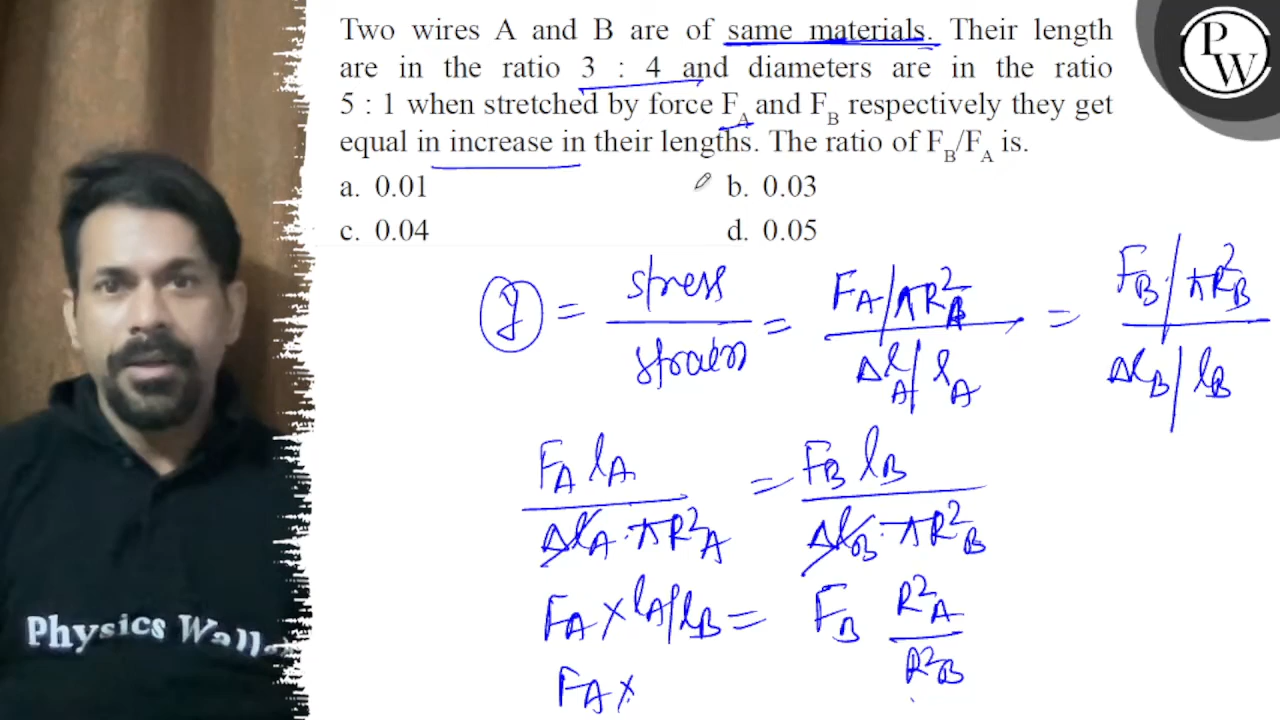 Two wires A and B are of same materials. Their length
are in the ratio 3 : 4 and diameters are in the ratio
5 : 1 when stretched by force F_A and F_B respectively they get
equal in increase in their lengths. The ratio of F_B/F_A is.
a. 0.01 b. 0.03
c. 0.04 d. 0.05
PW
y = stress/strain = (F_A/πR²_A)/(Δl_A/l_A) = (F_B/πR²_B)/(Δl_B/l_B)
F_A l_A/(Δl_A·πR²_A) = F_B l_B/(Δl_B·πR²_B)
F_A × l_A/l_B = F_B R²_A/R²_B
F_A ×
Physics Walla